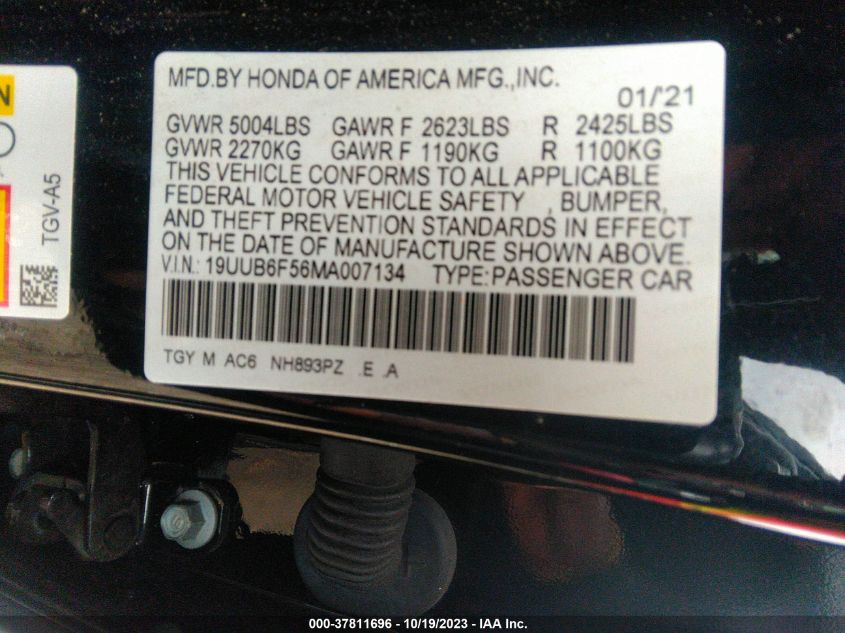 MFD.BY HONDA OF AMERICA MFG.,INC.
01/'21
GVWR 5004LBS GAWR F 2623LBS R 2425LBS
GVWR 2270KG GAWR F 1190KG R 1100KG
THIS VEHICLE CONFORMS TO ALL APPLICABLE
FEDERAL MOTOR VEHICLE SAFETY , BUMPER,
AND THEFT PREVENTION STANDARDS IN EFFECT
ON THE DATE OF MANUFACTURE SHOWN ABOVE.
V.I.N.: 19UUB6F56MA007134 TYPE:PASSENGER CAR
TGY M AC6 NH893PZ .E .A
N
TGV-A5
000-37811696 - 10/19/2023 - IAA Inc.